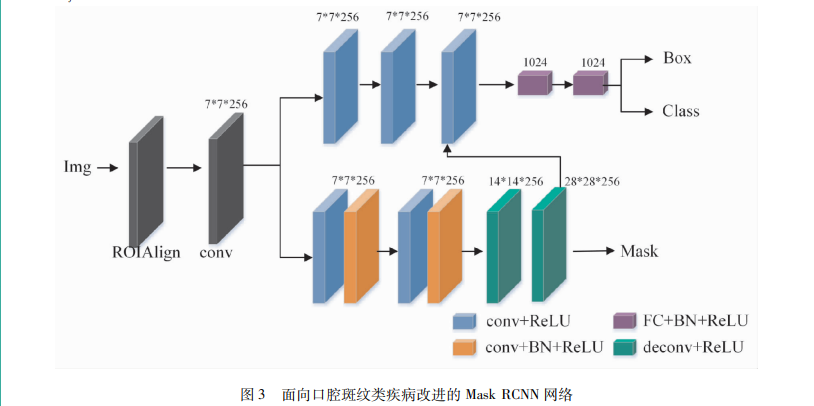 7*7*256 7*7*256 7*7*256
1024 1024
Box
7*7*256
Class
Img
7*7*256 7*7*256 14*14*256 28*28*256
ROIAlign conv
Mask
conv+ReLU FC+BN+ReLU
conv+BN+ReLU deconv+ReLU
图 3 面向口腔斑纹类疾病改进的 Mask RCNN 网络